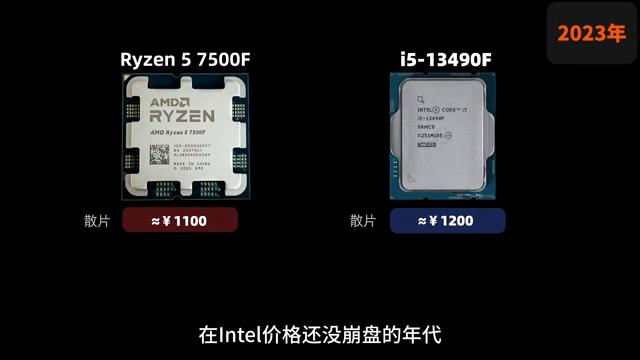 2023年
Ryzen 5 7500F
i5-13490F
AMD
RYZEN
AMD Ryzen 5 7500F
INTEL® CORE™ i5
i5-13490F
散片
≈¥1100
散片
≈¥1200
在Intel价格还没崩盘的年代